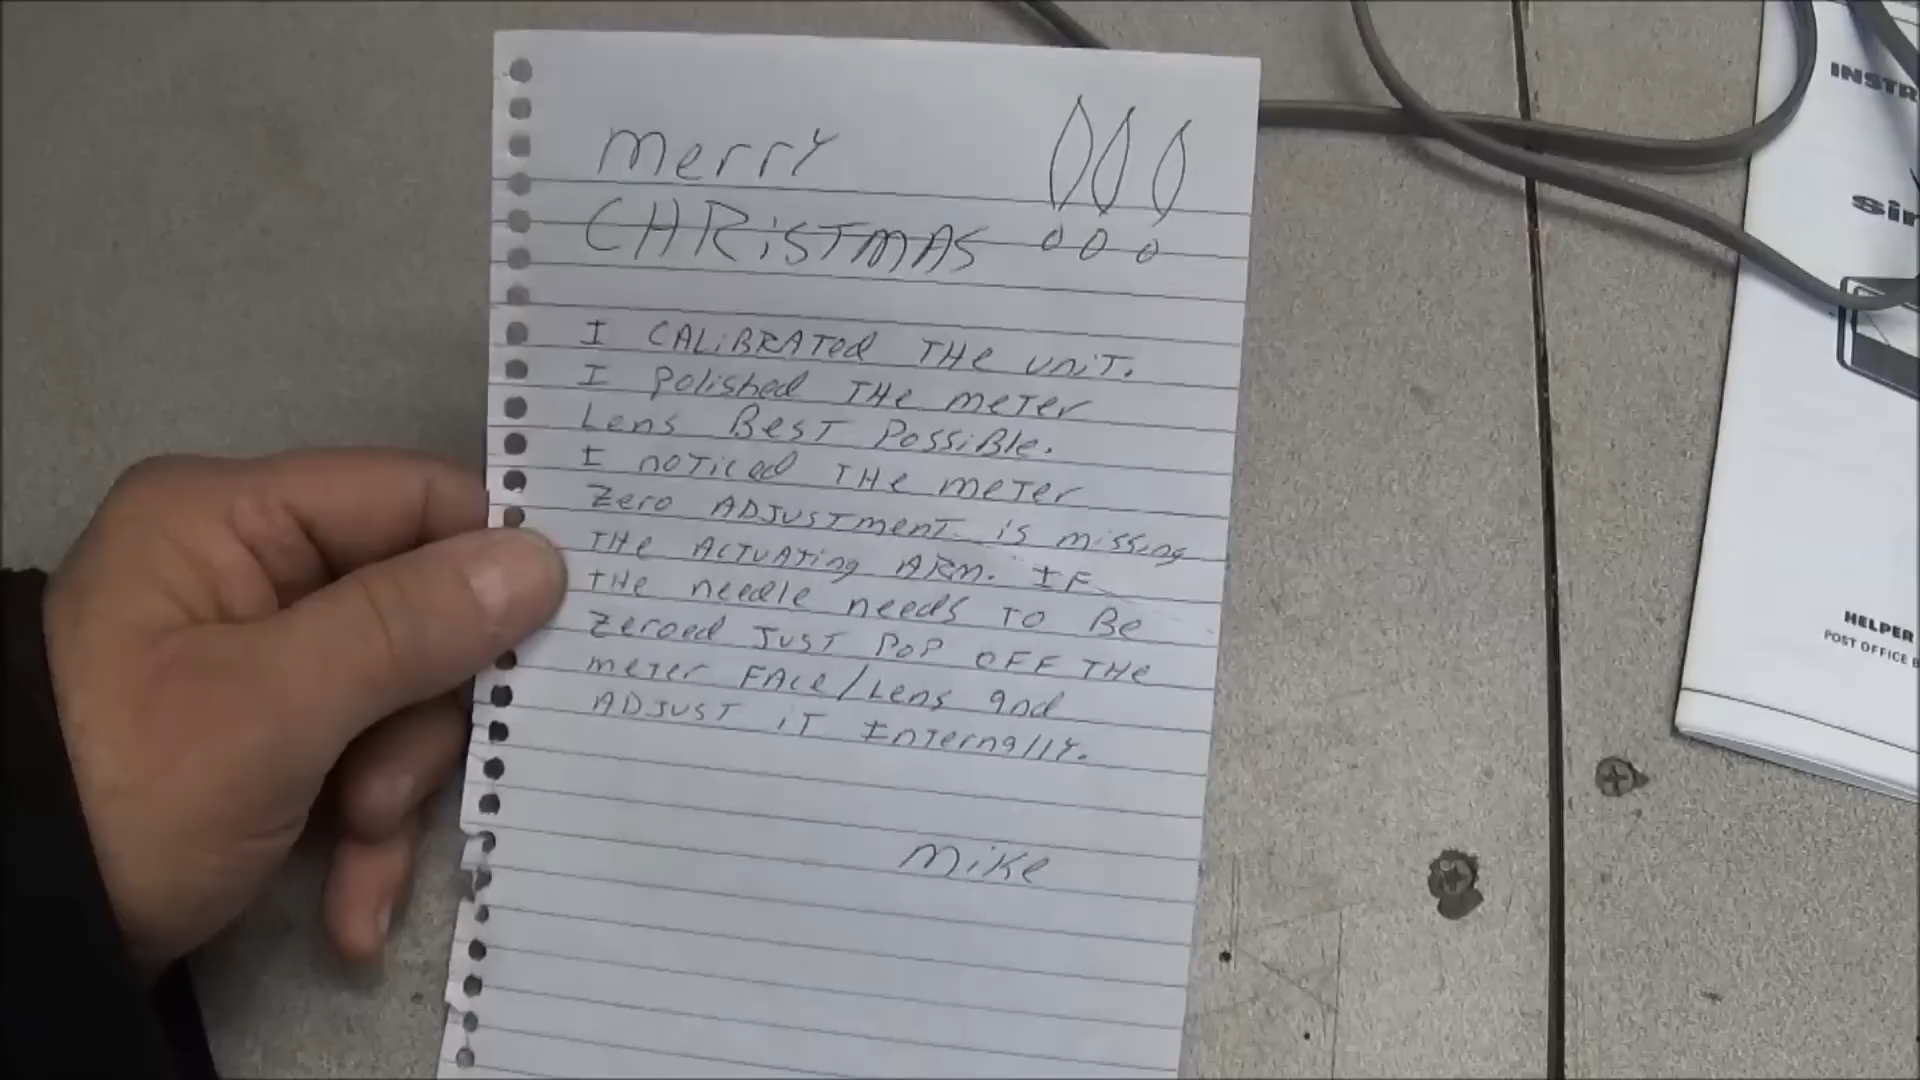 merry
CHRiSTMAS !!!
I CALiBRATed THe uniT.
I polished THe meTer
Lens BesT PossiBle.
I noTiced THe meTer
Zero ADJusTmenT is missing
THe AcTuATing ARM. IF
THe needle needs To Be
Zeroed JusT PoP oFF THe
meTer FAce/Lens and
ADJusT iT InTernally.
mike
INSTR
sin
HELPER
POST OFFICE B